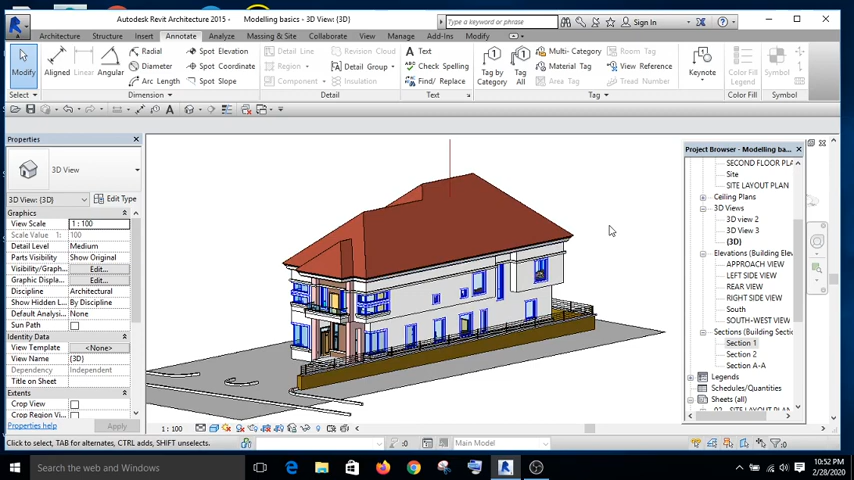 Autodesk Revit Architecture 2015 - Modelling basics - 3D View: {3D}
Type a keyword or phrase
Sign In
Architecture Structure Insert Annotate Analyze Massing & Site Collaborate View Manage Add-Ins Modify
Modify
Aligned
Linear
Angular
Radial
Diameter
Arc Length
Spot Elevation
Spot Coordinate
Spot Slope
Detail Line
Region
Component
Revision Cloud
Detail Group
Insulation
Text
Check Spelling
Find/ Replace
Tag by Category
Tag All
Multi- Category
Material Tag
Area Tag
Room Tag
View Reference
Tread Number
Keynote
Color Fill Legend
Symbol
Select
Dimension
Detail
Text
Tag
Color Fill
Symbol
Properties
3D View
3D View: {3D}
Edit Type
Graphics
View Scale 1 : 100
Scale Value 1: 100
Detail Level Medium
Parts Visibility Show Original
Visibility/Graph... Edit...
Graphic Display... Edit...
Discipline Architectural
Show Hidden L... By Discipline
Default Analysi... None
Sun Path
Identity Data
View Template <None>
View Name {3D}
Dependency Independent
Title on Sheet
Extents
Crop View
Crop Region Vi...
Properties help
Apply
Project Browser - Modelling ba...
SECOND FLOOR PLA
Site
SITE LAYOUT PLAN
Ceiling Plans
3D Views
3D view 2
3D View 3
{3D}
Elevations (Building Elev
APPROACH VIEW
LEFT SIDE VIEW
REAR VIEW
RIGHT SIDE VIEW
South
SOUTH-WEST VIEW
Sections (Building Sectio
Section 1
Section 2
Section A-A
Legends
Schedules/Quantities
Sheets (all)
1 : 100
Click to select, TAB for alternates, CTRL adds, SHIFT unselects.
:0
Main Model
:0
Search the web and Windows
10:52 PM
2/28/2020